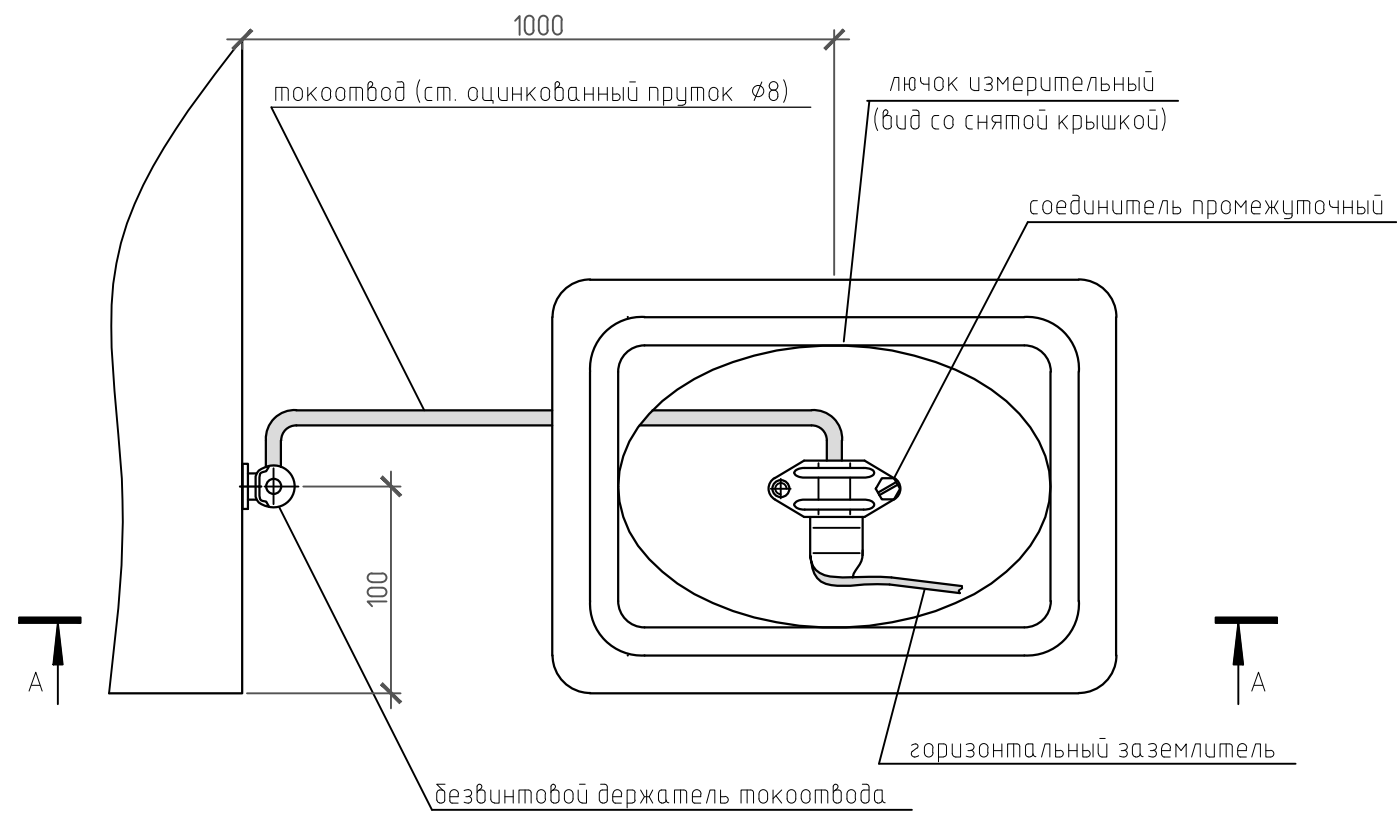 1000
токоотвод (ст. оцинкованный пруток ⌀8)
лючок измерительный
(вид со снятой крышкой)
соединитель промежуточный
100
А
А
горизонтальный заземлитель
безвинтовой держатель токоотвода